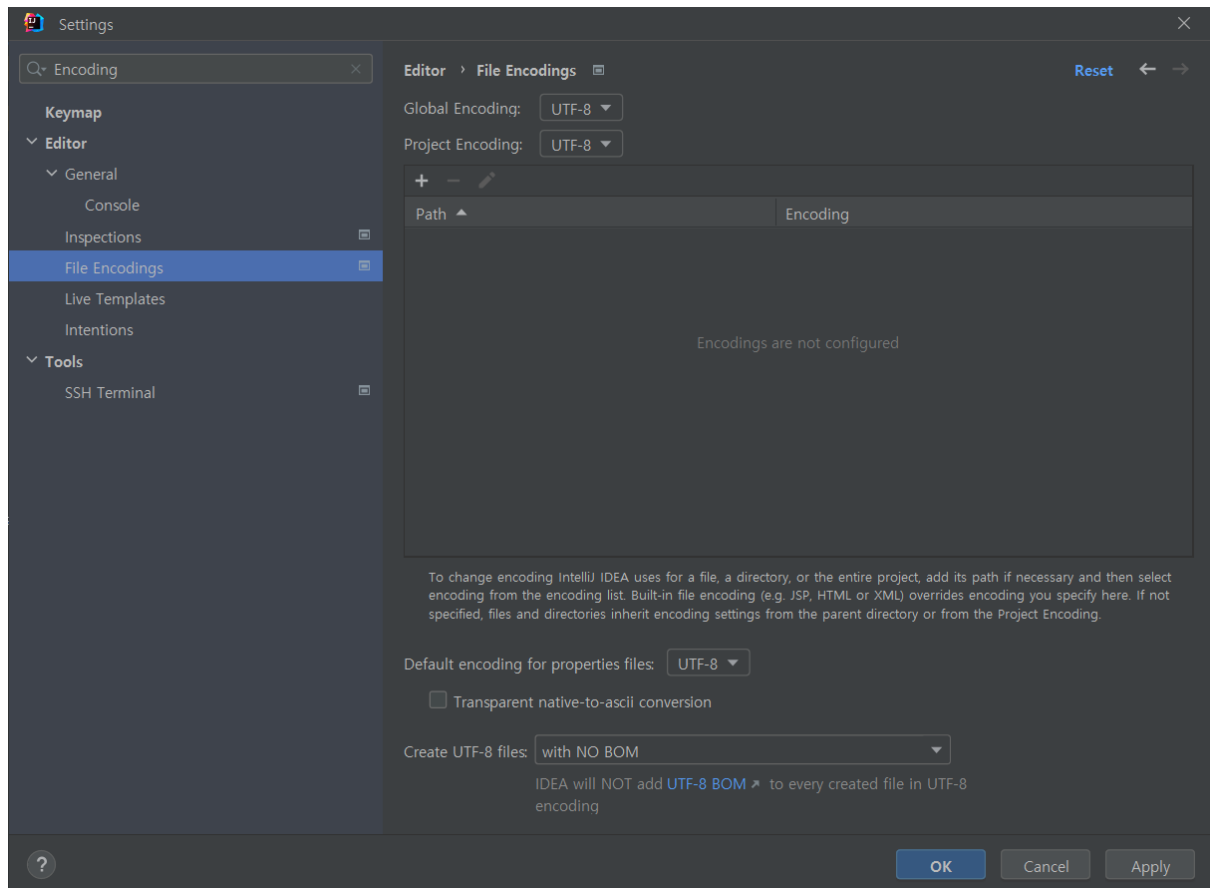 Settings
Encoding
Keymap
Editor
General
Console
Inspections
File Encodings
Live Templates
Intentions
Tools
SSH Terminal
Editor › File Encodings
Reset
Global Encoding: UTF-8
Project Encoding: UTF-8
Path Encoding
Encodings are not configured
To change encoding IntelliJ IDEA uses for a file, a directory, or the entire project, add its path if necessary and then select
encoding from the encoding list. Built-in file encoding (e.g. JSP, HTML or XML) overrides encoding you specify here. If not
specified, files and directories inherit encoding settings from the parent directory or from the Project Encoding.
Default encoding for properties files: UTF-8
Transparent native-to-ascii conversion
Create UTF-8 files: with NO BOM
IDEA will NOT add UTF-8 BOM ↗ to every created file in UTF-8
encoding
?
OK Cancel Apply